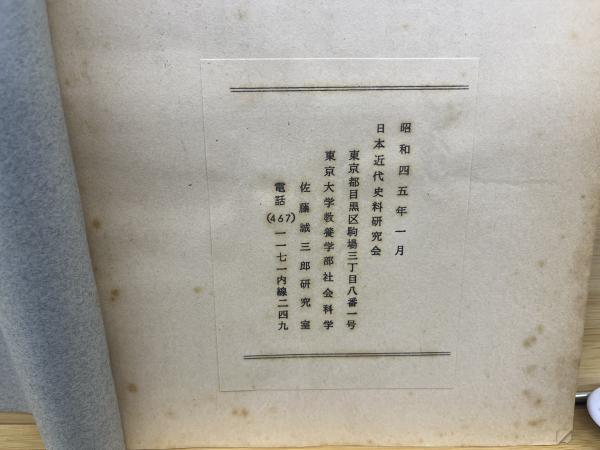 昭和四五年一月
日本近代史料研究会
東京都目黒区駒場三丁目八番一号
東京大学教養学部社会科学
佐藤誠三郎研究室
電話(467)一一七一内線二四九